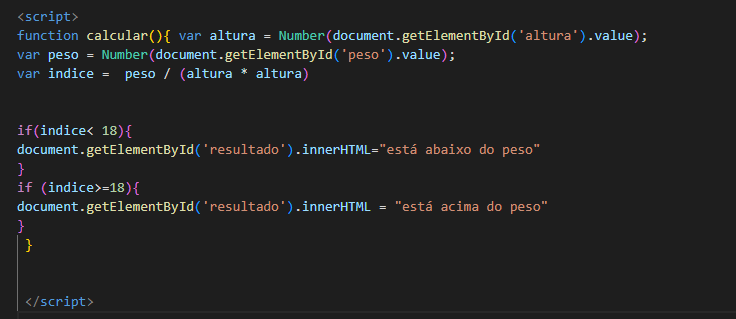 <script>
function calcular(){ var altura = Number(document.getElementById('altura').value);
var peso = Number(document.getElementById('peso').value);
var indice =  peso / (altura * altura)
if(indice< 18){
document.getElementById('resultado').innerHTML="está abaixo do peso"
}
if (indice>=18){
document.getElementById('resultado').innerHTML = "está acima do peso"
}
}
</script>